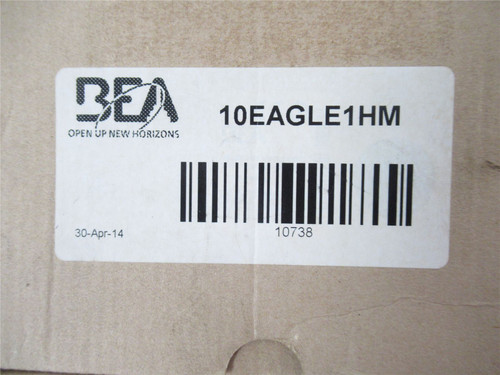 BEA
OPEN UP NEW HORIZONS
10EAGLE1HM
10738
30-Apr-14